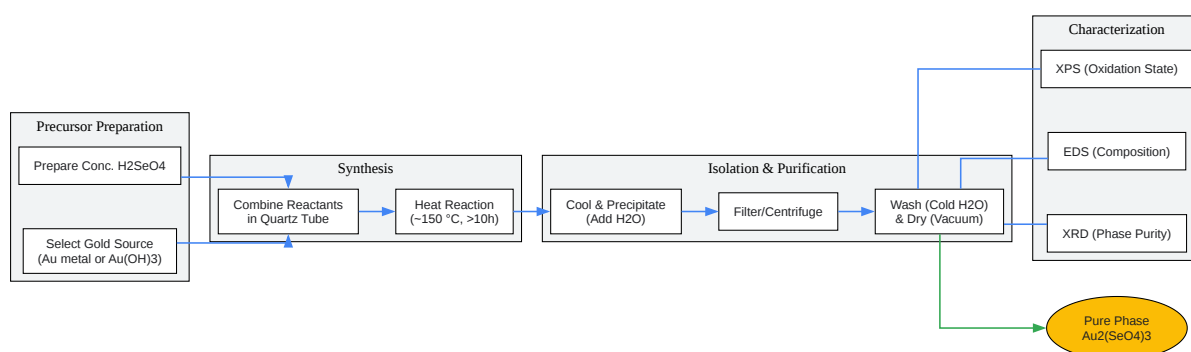 Precursor Preparation
Prepare Conc. H2SeO4
Select Gold Source
(Au metal or Au(OH)3)
Synthesis
Combine Reactants
in Quartz Tube
Heat Reaction
(~150 °C, >10h)
Isolation & Purification
Cool & Precipitate
(Add H2O)
Filter/Centrifuge
Wash (Cold H2O)
& Dry (Vacuum)
Characterization
XPS (Oxidation State)
EDS (Composition)
XRD (Phase Purity)
Pure Phase
Au2(SeO4)3